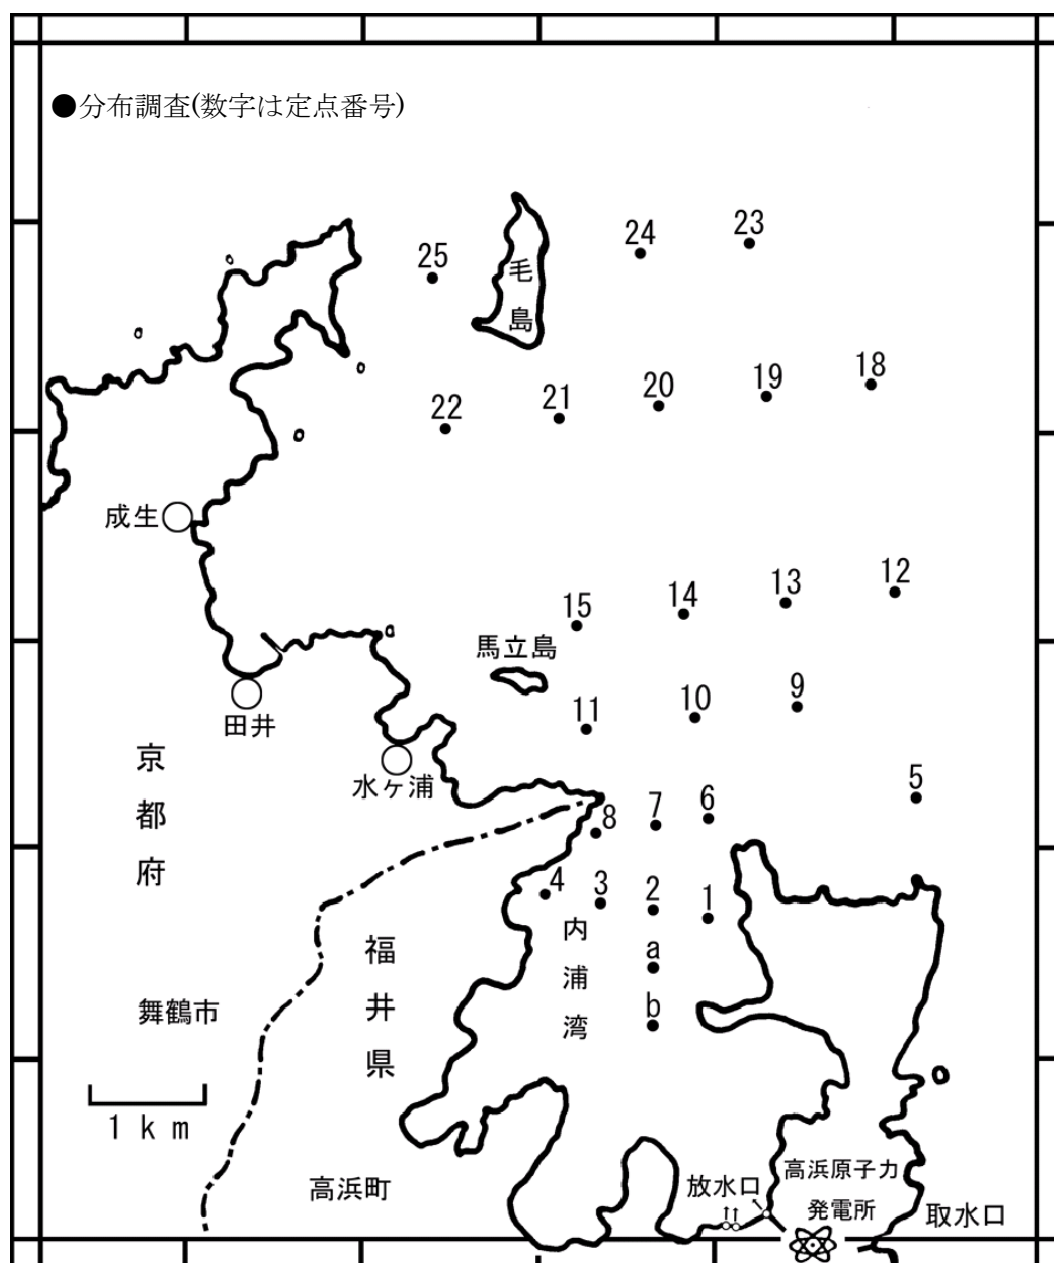 ●分布調査(数字は定点番号)
25
24
23
毛島
22
21
20
19
18
成生
15
14
13
12
馬立島
田井
11
10
9
水ヶ浦
5
京都府
8
7
6
4
3
2
1
内浦湾
a
b
福井県
舞鶴市
1 km
高浜町
放水口
↑↑
高浜原子力
発電所
取水口